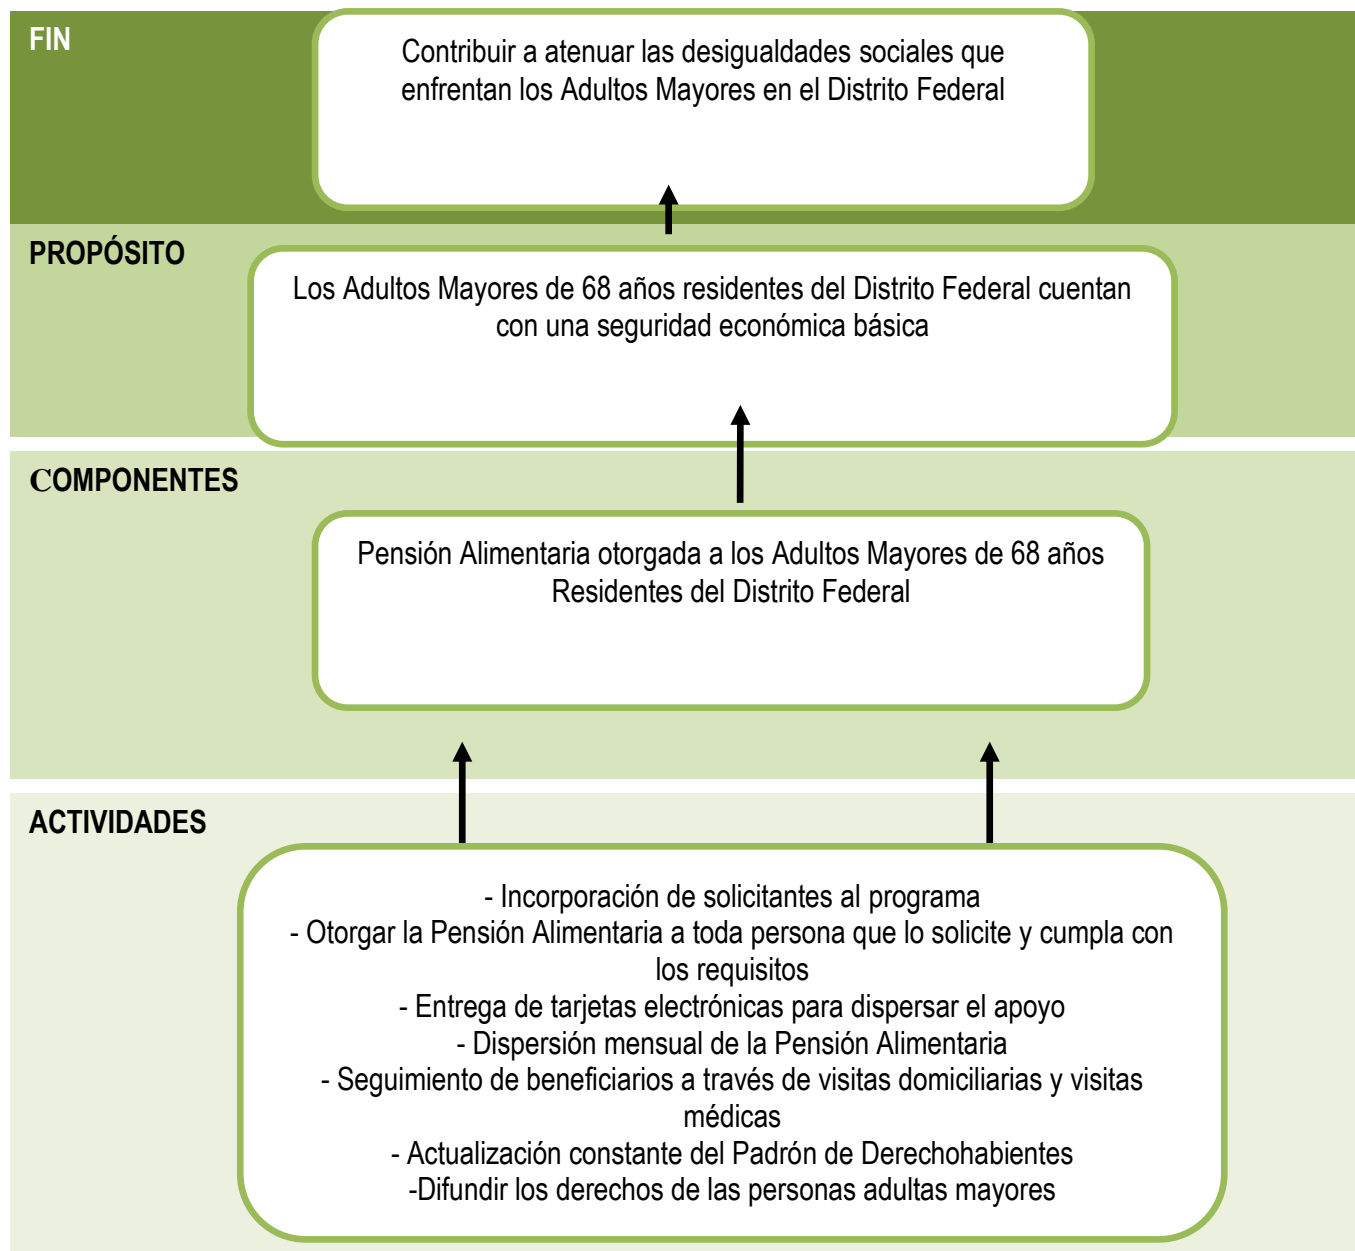 FIN
Contribuir a atenuar las desigualdades sociales que
enfrentan los Adultos Mayores en el Distrito Federal
PROPÓSITO
Los Adultos Mayores de 68 años residentes del Distrito Federal cuentan
con una seguridad económica básica
COMPONENTES
Pensión Alimentaria otorgada a los Adultos Mayores de 68 años
Residentes del Distrito Federal
ACTIVIDADES
- Incorporación de solicitantes al programa
- Otorgar la Pensión Alimentaria a toda persona que lo solicite y cumpla con
los requisitos
- Entrega de tarjetas electrónicas para dispersar el apoyo
- Dispersión mensual de la Pensión Alimentaria
- Seguimiento de beneficiarios a través de visitas domiciliarias y visitas
médicas
- Actualización constante del Padrón de Derechohabientes
-Difundir los derechos de las personas adultas mayores